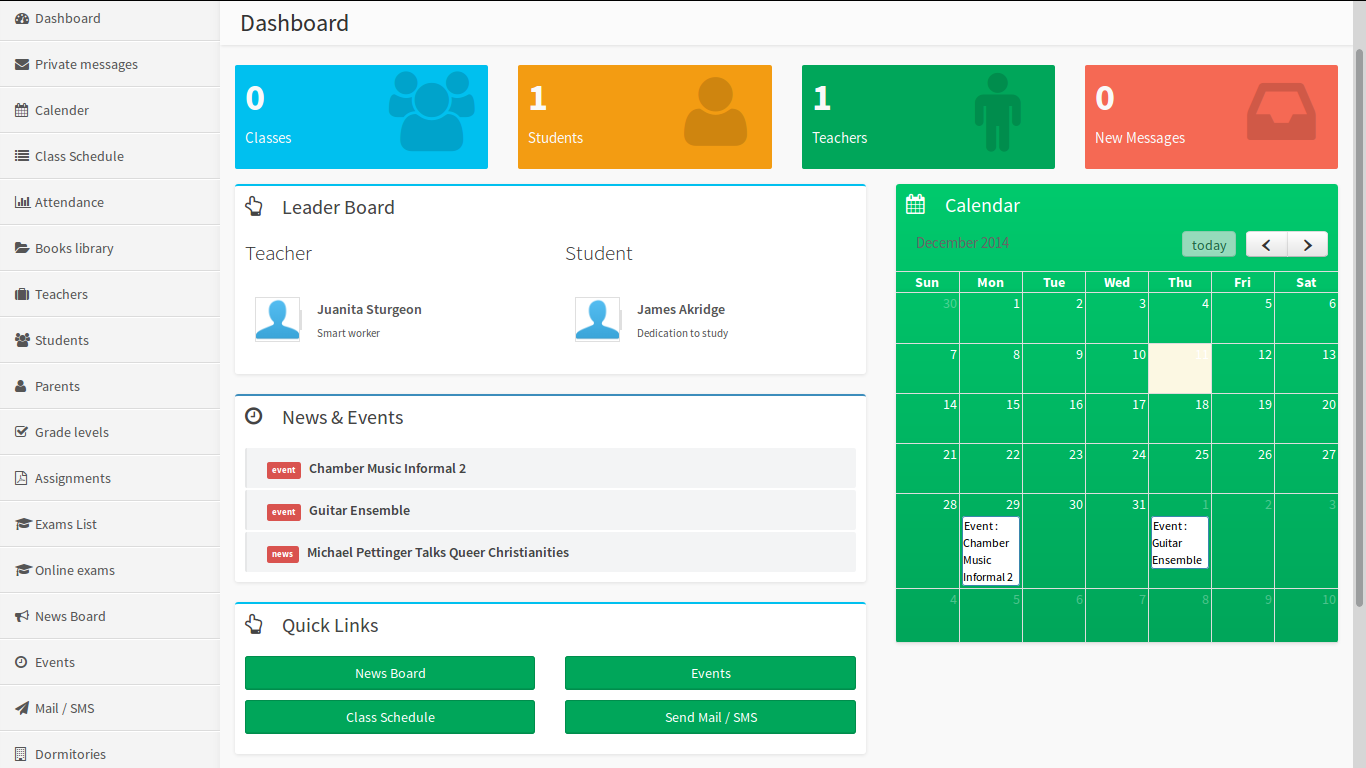 Dashboard
Private messages
Calender
Class Schedule
Attendance
Books library
Teachers
Students
Parents
Grade levels
Assignments
Exams List
Online exams
News Board
Events
Mail / SMS
Dormitories
Dashboard
0
Classes
1
Students
1
Teachers
0
New Messages
Leader Board
Teacher
Student
Juanita Sturgeon
Smart worker
James Akridge
Dedication to study
News & Events
event Chamber Music Informal 2
event Guitar Ensemble
news Michael Pettinger Talks Queer Christianities
Quick Links
News Board
Events
Class Schedule
Send Mail / SMS
Calendar
December 2014
today
Sun Mon Tue Wed Thu Fri Sat
30 1 2 3 4 5 6
7 8 9 10 11 12 13
14 15 16 17 18 19 20
21 22 23 24 25 26 27
28 29 30 31 1 2 3
Event :
Chamber
Music
Informal 2
Event :
Guitar
Ensemble
4 5 6 7 8 9 10